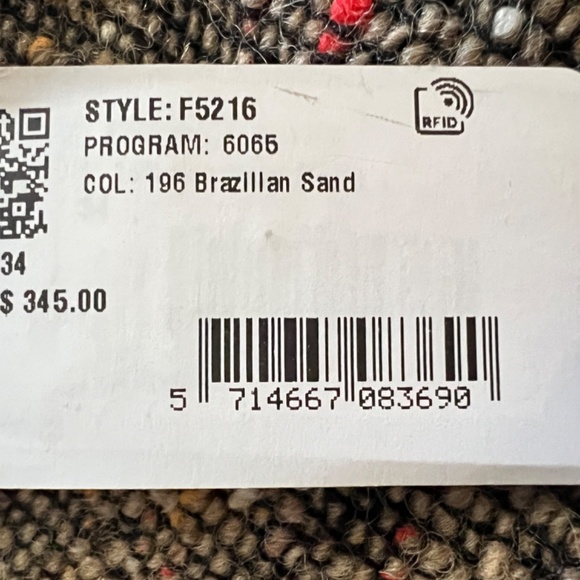 STYLE: F5216
RFID
PROGRAM: 6065
COL: 196 Brazilian Sand
34
$ 345.00
5 714667 083690